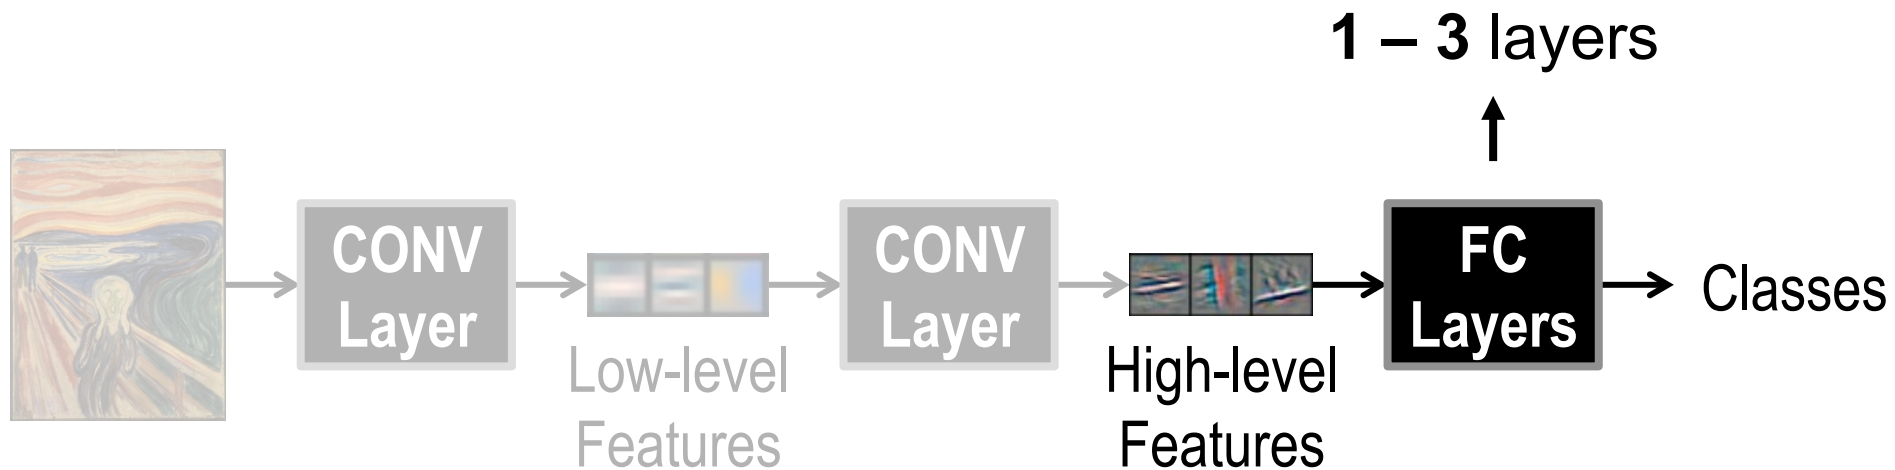 1 – 3 layers
CONV
Layer
Low-level
Features
CONV
Layer
High-level
Features
FC
Layers
Classes